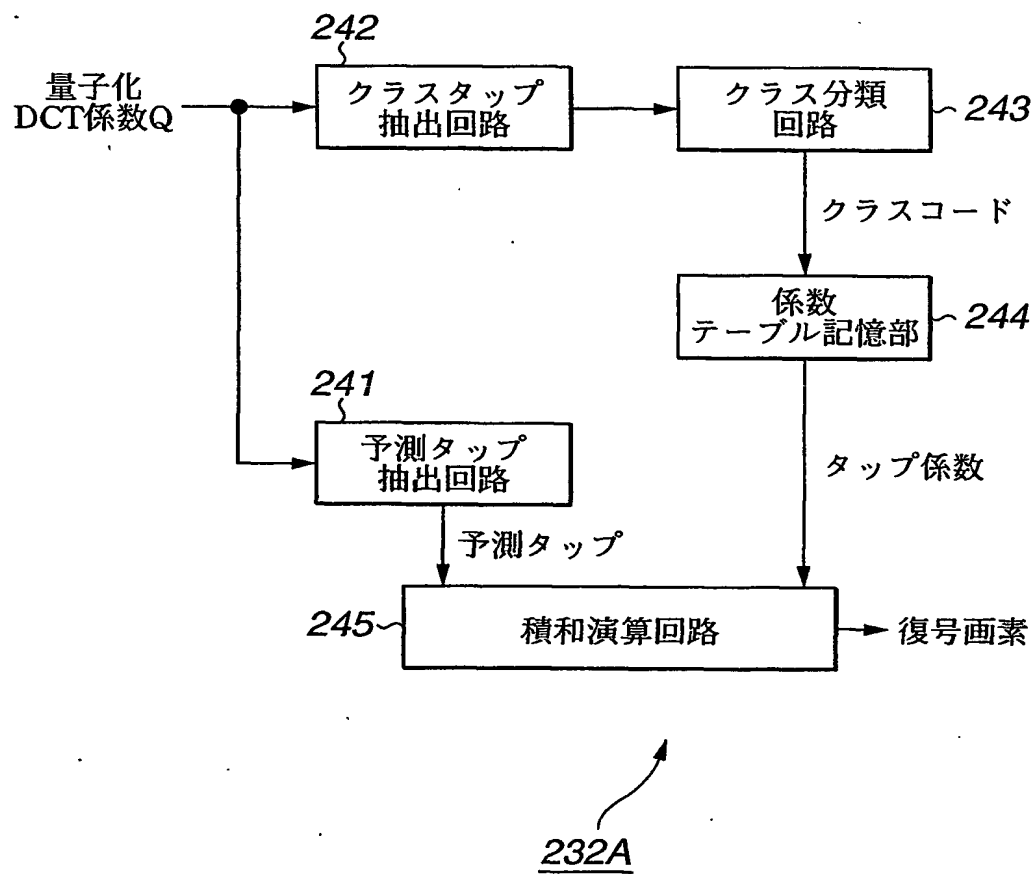 242
量子化
DCT係数Q
クラスタップ
抽出回路
クラス分類
回路
243
クラスコード
係数
テーブル記憶部
244
241
予測タップ
抽出回路
タップ係数
予測タップ
245
積和演算回路
復号画素
232A